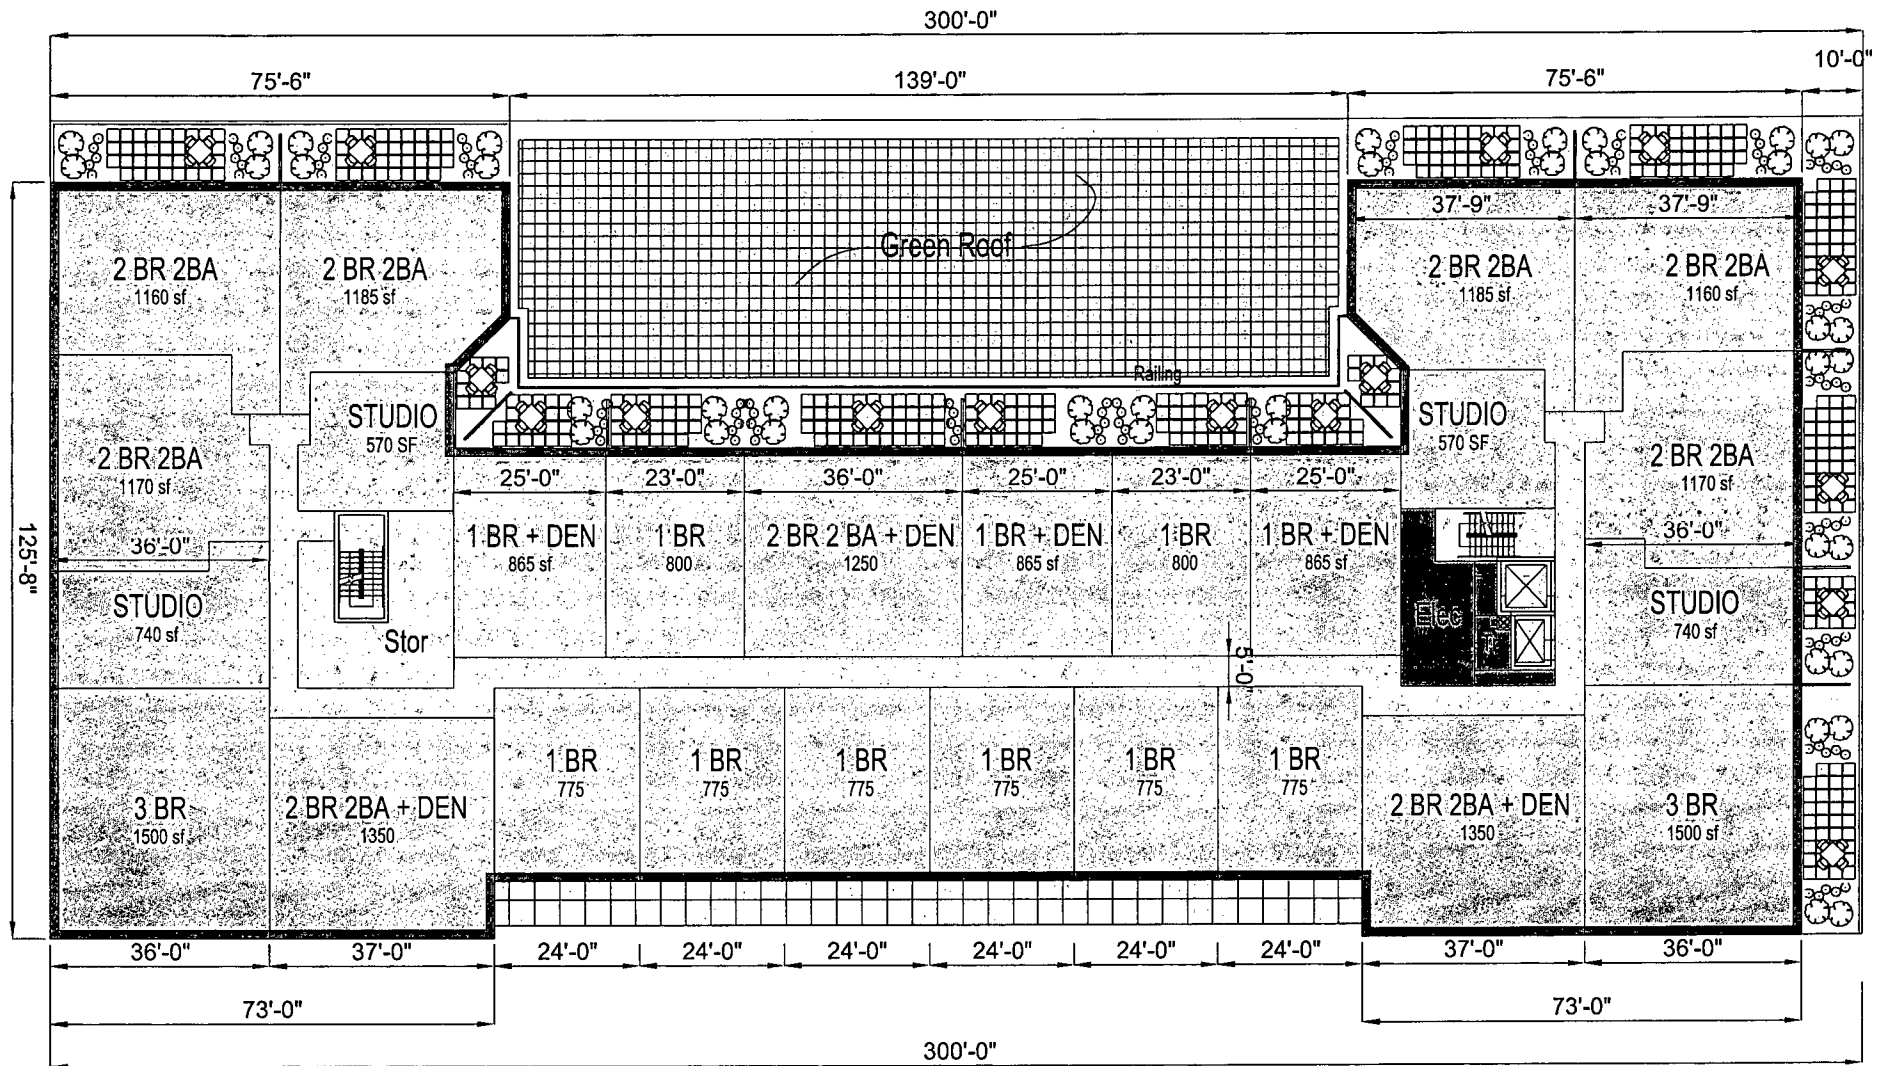 300'-0"
10'-0"
75'-6"
139'-0"
75'-6"
37'-9"
37'-9"
Green Roof
2 BR 2BA
1160 sf
2 BR 2BA
1185 sf
2 BR 2BA
1185 sf
2 BR 2BA
1160 sf
Railing
STUDIO
570 SF
STUDIO
570 SF
2 BR 2BA
1170 sf
2 BR 2BA
1170 sf
25'-0"
23'-0"
36'-0"
25'-0"
23'-0"
25'-0"
125'-8"
36'-0"
1 BR + DEN
865 sf
1 BR
800
2 BR 2 BA + DEN
1250
1 BR + DEN
865 sf
1 BR
800
1 BR + DEN
865 sf
36'-0"
STUDIO
740 sf
Stor
Elec
STUDIO
740 sf
5'-0"
3 BR
1500 sf
2 BR 2BA + DEN
1350
1 BR
775
1 BR
775
1 BR
775
1 BR
775
1 BR
775
1 BR
775
2 BR 2BA + DEN
1350
3 BR
1500 sf
36'-0"
37'-0"
24'-0"
24'-0"
24'-0"
24'-0"
24'-0"
24'-0"
37'-0"
36'-0"
73'-0"
73'-0"
300'-0"